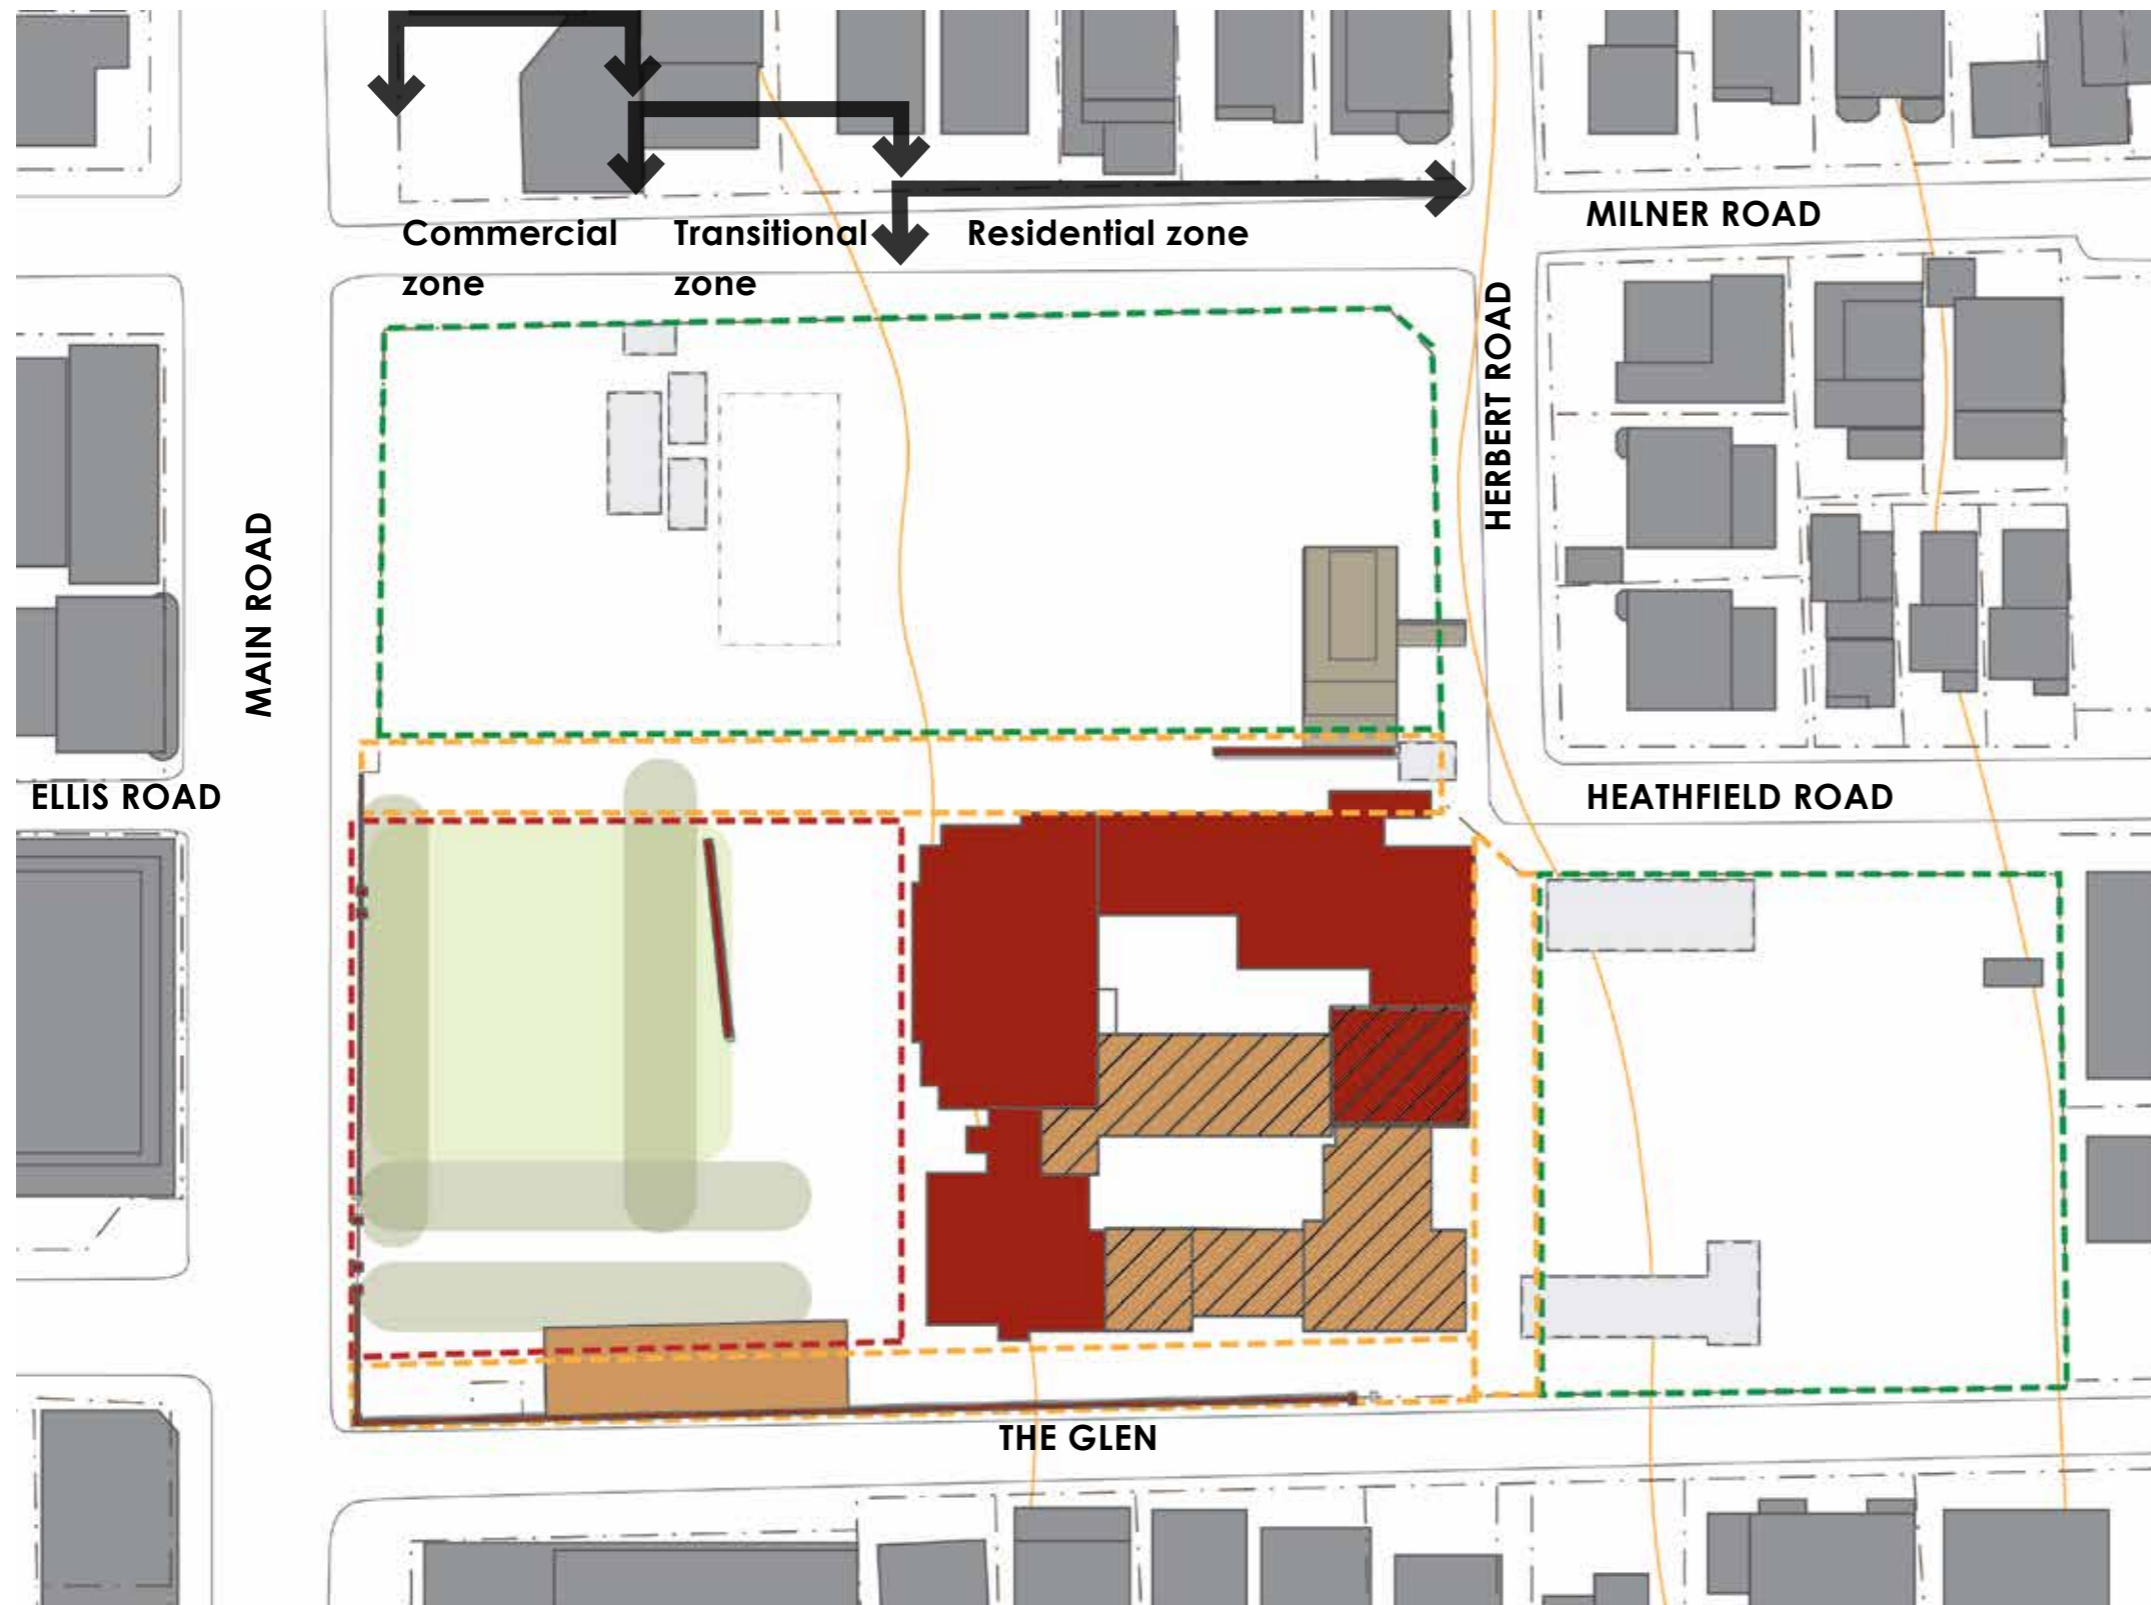 MILNER ROAD
Commercial
zone
Transitional
zone
Residential zone
HERBERT ROAD
MAIN ROAD
ELLIS ROAD
HEATHFIELD ROAD
THE GLEN